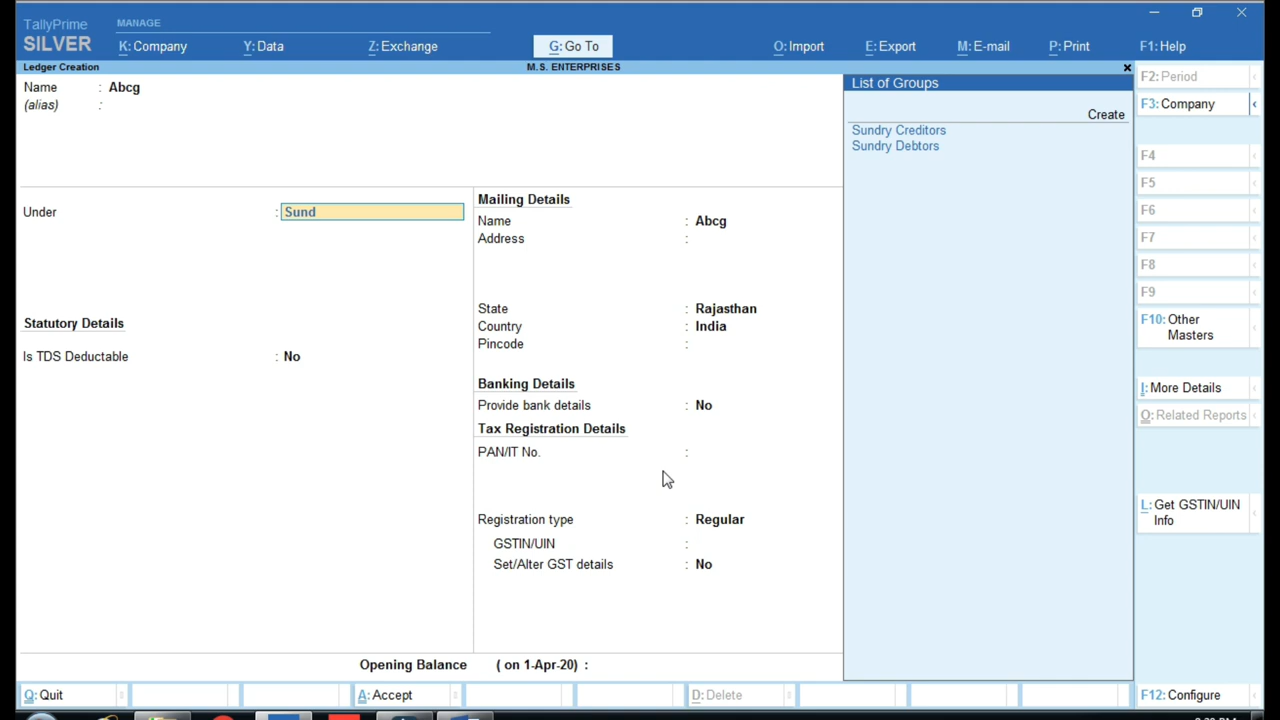 TallyPrime
MANAGE
SILVER
K: Company
Y: Data
Z: Exchange
G: Go To
O: Import
E: Export
M: E-mail
P: Print
F1: Help
Ledger Creation
M.S. ENTERPRISES
Name : Abcg
(alias) :
Under : Sund
Statutory Details
Is TDS Deductable : No
Mailing Details
Name : Abcg
Address :
State : Rajasthan
Country : India
Pincode :
Banking Details
Provide bank details : No
Tax Registration Details
PAN/IT No. :
Registration type : Regular
GSTIN/UIN :
Set/Alter GST details : No
Opening Balance ( on 1-Apr-20) :
List of Groups
Create
Sundry Creditors
Sundry Debtors
F2: Period
F3: Company
F4
F5
F6
F7
F8
F9
F10: Other
Masters
I: More Details
O: Related Reports
L: Get GSTIN/UIN
Info
Q: Quit
A: Accept
D: Delete
F12: Configure